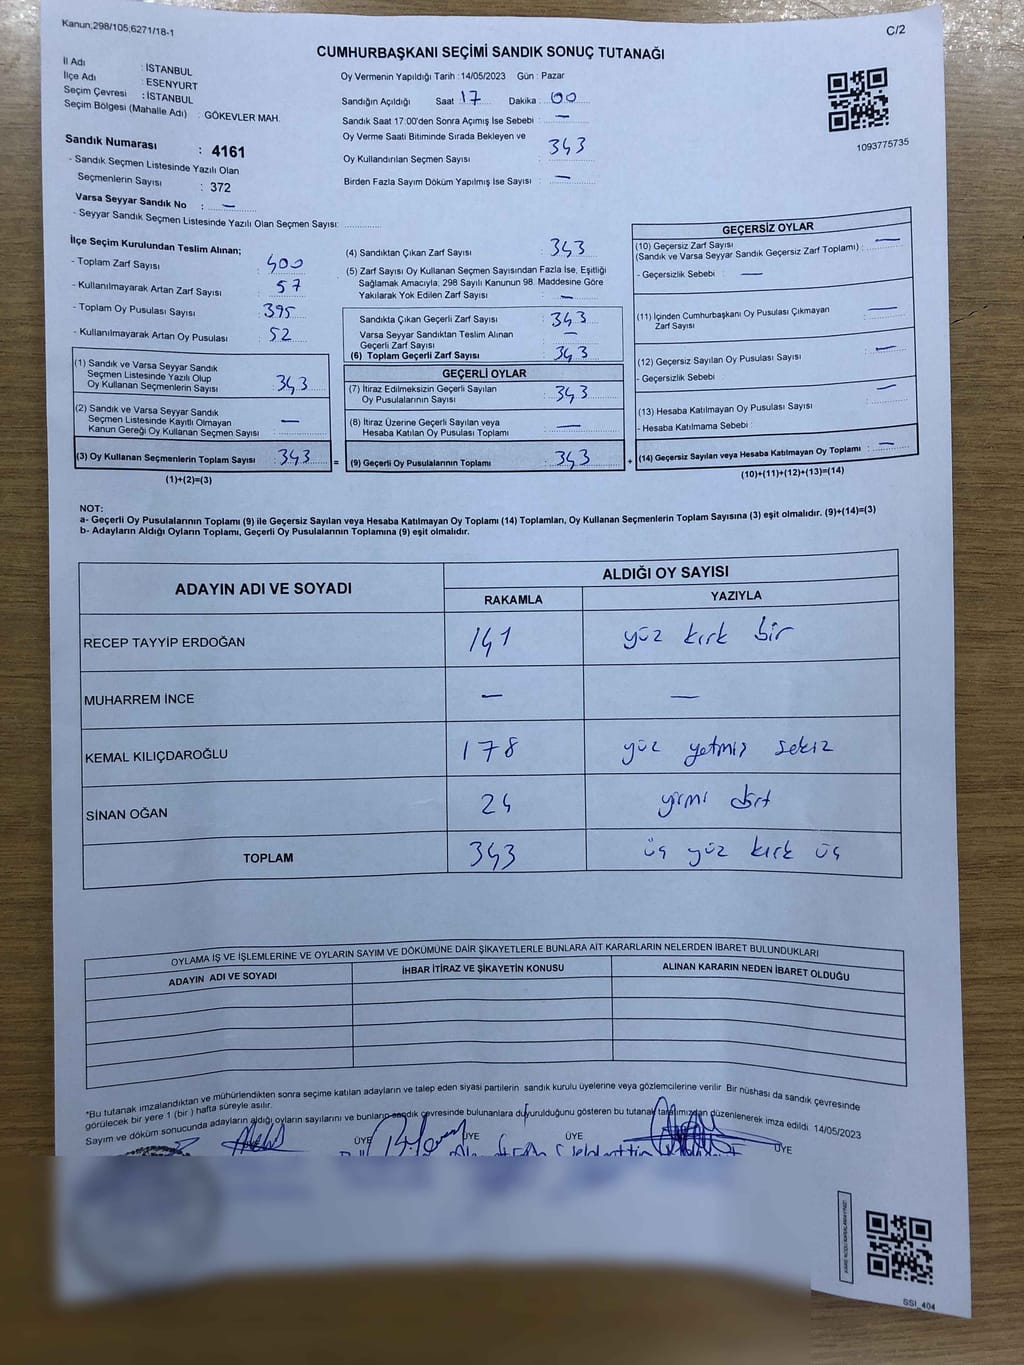 Kanun;298/105;6271/18-1
C/2
CUMHURBAŞKANI SEÇİMİ SANDIK SONUÇ TUTANAĞI
İl Adı : İSTANBUL
İlçe Adı : ESENYURT
Seçim Çevresi : İSTANBUL
Seçim Bölgesi (Mahalle Adı) : GÖKEVLER MAH.
Oy Vermenin Yapıldığı Tarih : 14/05/2023 Gün : Pazar
Sandığın Açıldığı Saat : 17 Dakika : 00
Sandık Saat 17:00'den Sonra Açımış İse Sebebi : —
Oy Verme Saati Bitiminde Sırada Bekleyen ve
Oy Kullandırılan Seçmen Sayısı : 343
Birden Fazla Sayım Döküm Yapılmış İse Sayısı : —
1093775735
Sandık Numarası : 4161
- Sandık Seçmen Listesinde Yazılı Olan
Seçmenlerin Sayısı : 372
Varsa Seyyar Sandık No : —
- Seyyar Sandık Seçmen Listesinde Yazılı Olan Seçmen Sayısı:
İlçe Seçim Kurulundan Teslim Alınan;
- Toplam Zarf Sayısı : 400
- Kullanılmayarak Artan Zarf Sayısı : 57
- Toplam Oy Pusulası Sayısı : 395
- Kullanılmayarak Artan Oy Pusulası : 52
(1) Sandık ve Varsa Seyyar Sandık
Seçmen Listesinde Yazılı Olup
Oy Kullanan Seçmenlerin Sayısı : 343
(2) Sandık ve Varsa Seyyar Sandık
Seçmen Listesinde Kayıtlı Olmayan
Kanun Gereği Oy Kullanan Seçmen Sayısı : —
(3) Oy Kullanan Seçmenlerin Toplam Sayısı : 343
(1)+(2)=(3)
=
(4) Sandıktan Çıkan Zarf Sayısı : 343
(5) Zarf Sayısı Oy Kullanan Seçmen Sayısından Fazla İse, Eşitliği
Sağlamak Amacıyla, 298 Sayılı Kanunun 98. Maddesine Göre
Yakılarak Yok Edilen Zarf Sayısı : —
Sandıkta Çıkan Geçerli Zarf Sayısı : 343
Varsa Seyyar Sandıktan Teslim Alınan
Geçerli Zarf Sayısı : —
(6) Toplam Geçerli Zarf Sayısı : 343
GEÇERLİ OYLAR
(7) İtiraz Edilmeksizin Geçerli Sayılan
Oy Pusulalarının Sayısı : 343
(8) İtiraz Üzerine Geçerli Sayılan veya
Hesaba Katılan Oy Pusulası Toplamı : —
(9) Geçerli Oy Pusulalarının Toplamı : 343
+
GEÇERSİZ OYLAR
(10) Geçersiz Zarf Sayısı
(Sandık ve Varsa Seyyar Sandık Geçersiz Zarf Toplamı) : —
- Geçersizlik Sebebi : —
(11) İçinden Cumhurbaşkanı Oy Pusulası Çıkmayan
Zarf Sayısı : —
(12) Geçersiz Sayılan Oy Pusulası Sayısı : —
- Geçersizlik Sebebi
(13) Hesaba Katılmayan Oy Pusulası Sayısı : —
- Hesaba Katılmama Sebebi :
(14) Geçersiz Sayılan veya Hesaba Katılmayan Oy Toplamı : —
(10)+(11)+(12)+(13)=(14)
NOT:
a- Geçerli Oy Pusulalarının Toplamı (9) ile Geçersiz Sayılan veya Hesaba Katılmayan Oy Toplamı (14) Toplamları, Oy Kullanan Seçmenlerin Toplam Sayısına (3) eşit olmalıdır. (9)+(14)=(3)
b- Adayların Aldığı Oyların Toplamı, Geçerli Oy Pusulalarının Toplamına (9) eşit olmalıdır.
ADAYIN ADI VE SOYADI
ALDIĞI OY SAYISI
RAKAMLA YAZIYLA
RECEP TAYYİP ERDOĞAN 141 yüz kırk bir
MUHARREM İNCE — —
KEMAL KILIÇDAROĞLU 178 yüz yetmiş sekiz
SİNAN OĞAN 24 yirmi dört
TOPLAM 343 üç yüz kırk üç
OYLAMA İŞ VE İŞLEMLERİNE VE OYLARIN SAYIM VE DÖKÜMÜNE DAİR ŞİKAYETLERLE BUNLARA AİT KARARLARIN NELERDEN İBARET BULUNDUKLARI
ADAYIN ADI VE SOYADI
İHBAR İTİRAZ VE ŞİKAYETİN KONUSU
ALINAN KARARIN NEDEN İBARET OLDUĞU
*Bu tutanak imzalandıktan ve mühürlendikten sonra seçime katılan adayların ve talep eden siyasi partilerin sandık kurulu üyelerine veya gözlemcilerine verilir. Bir nüshası da sandık çevresinde
görülecek bir yere 1 (bir) hafta süreyle asılır.
Sayım ve döküm sonucunda adayların aldığı oyların sayılarını ve bunların sandık çevresinde bulunanlara duyurulduğunu gösteren bu tutanak tarafımızdan düzenlenerek imza edildi 14/05/2023
ÜYE ÜYE ÜYE ÜYE
SSI_404